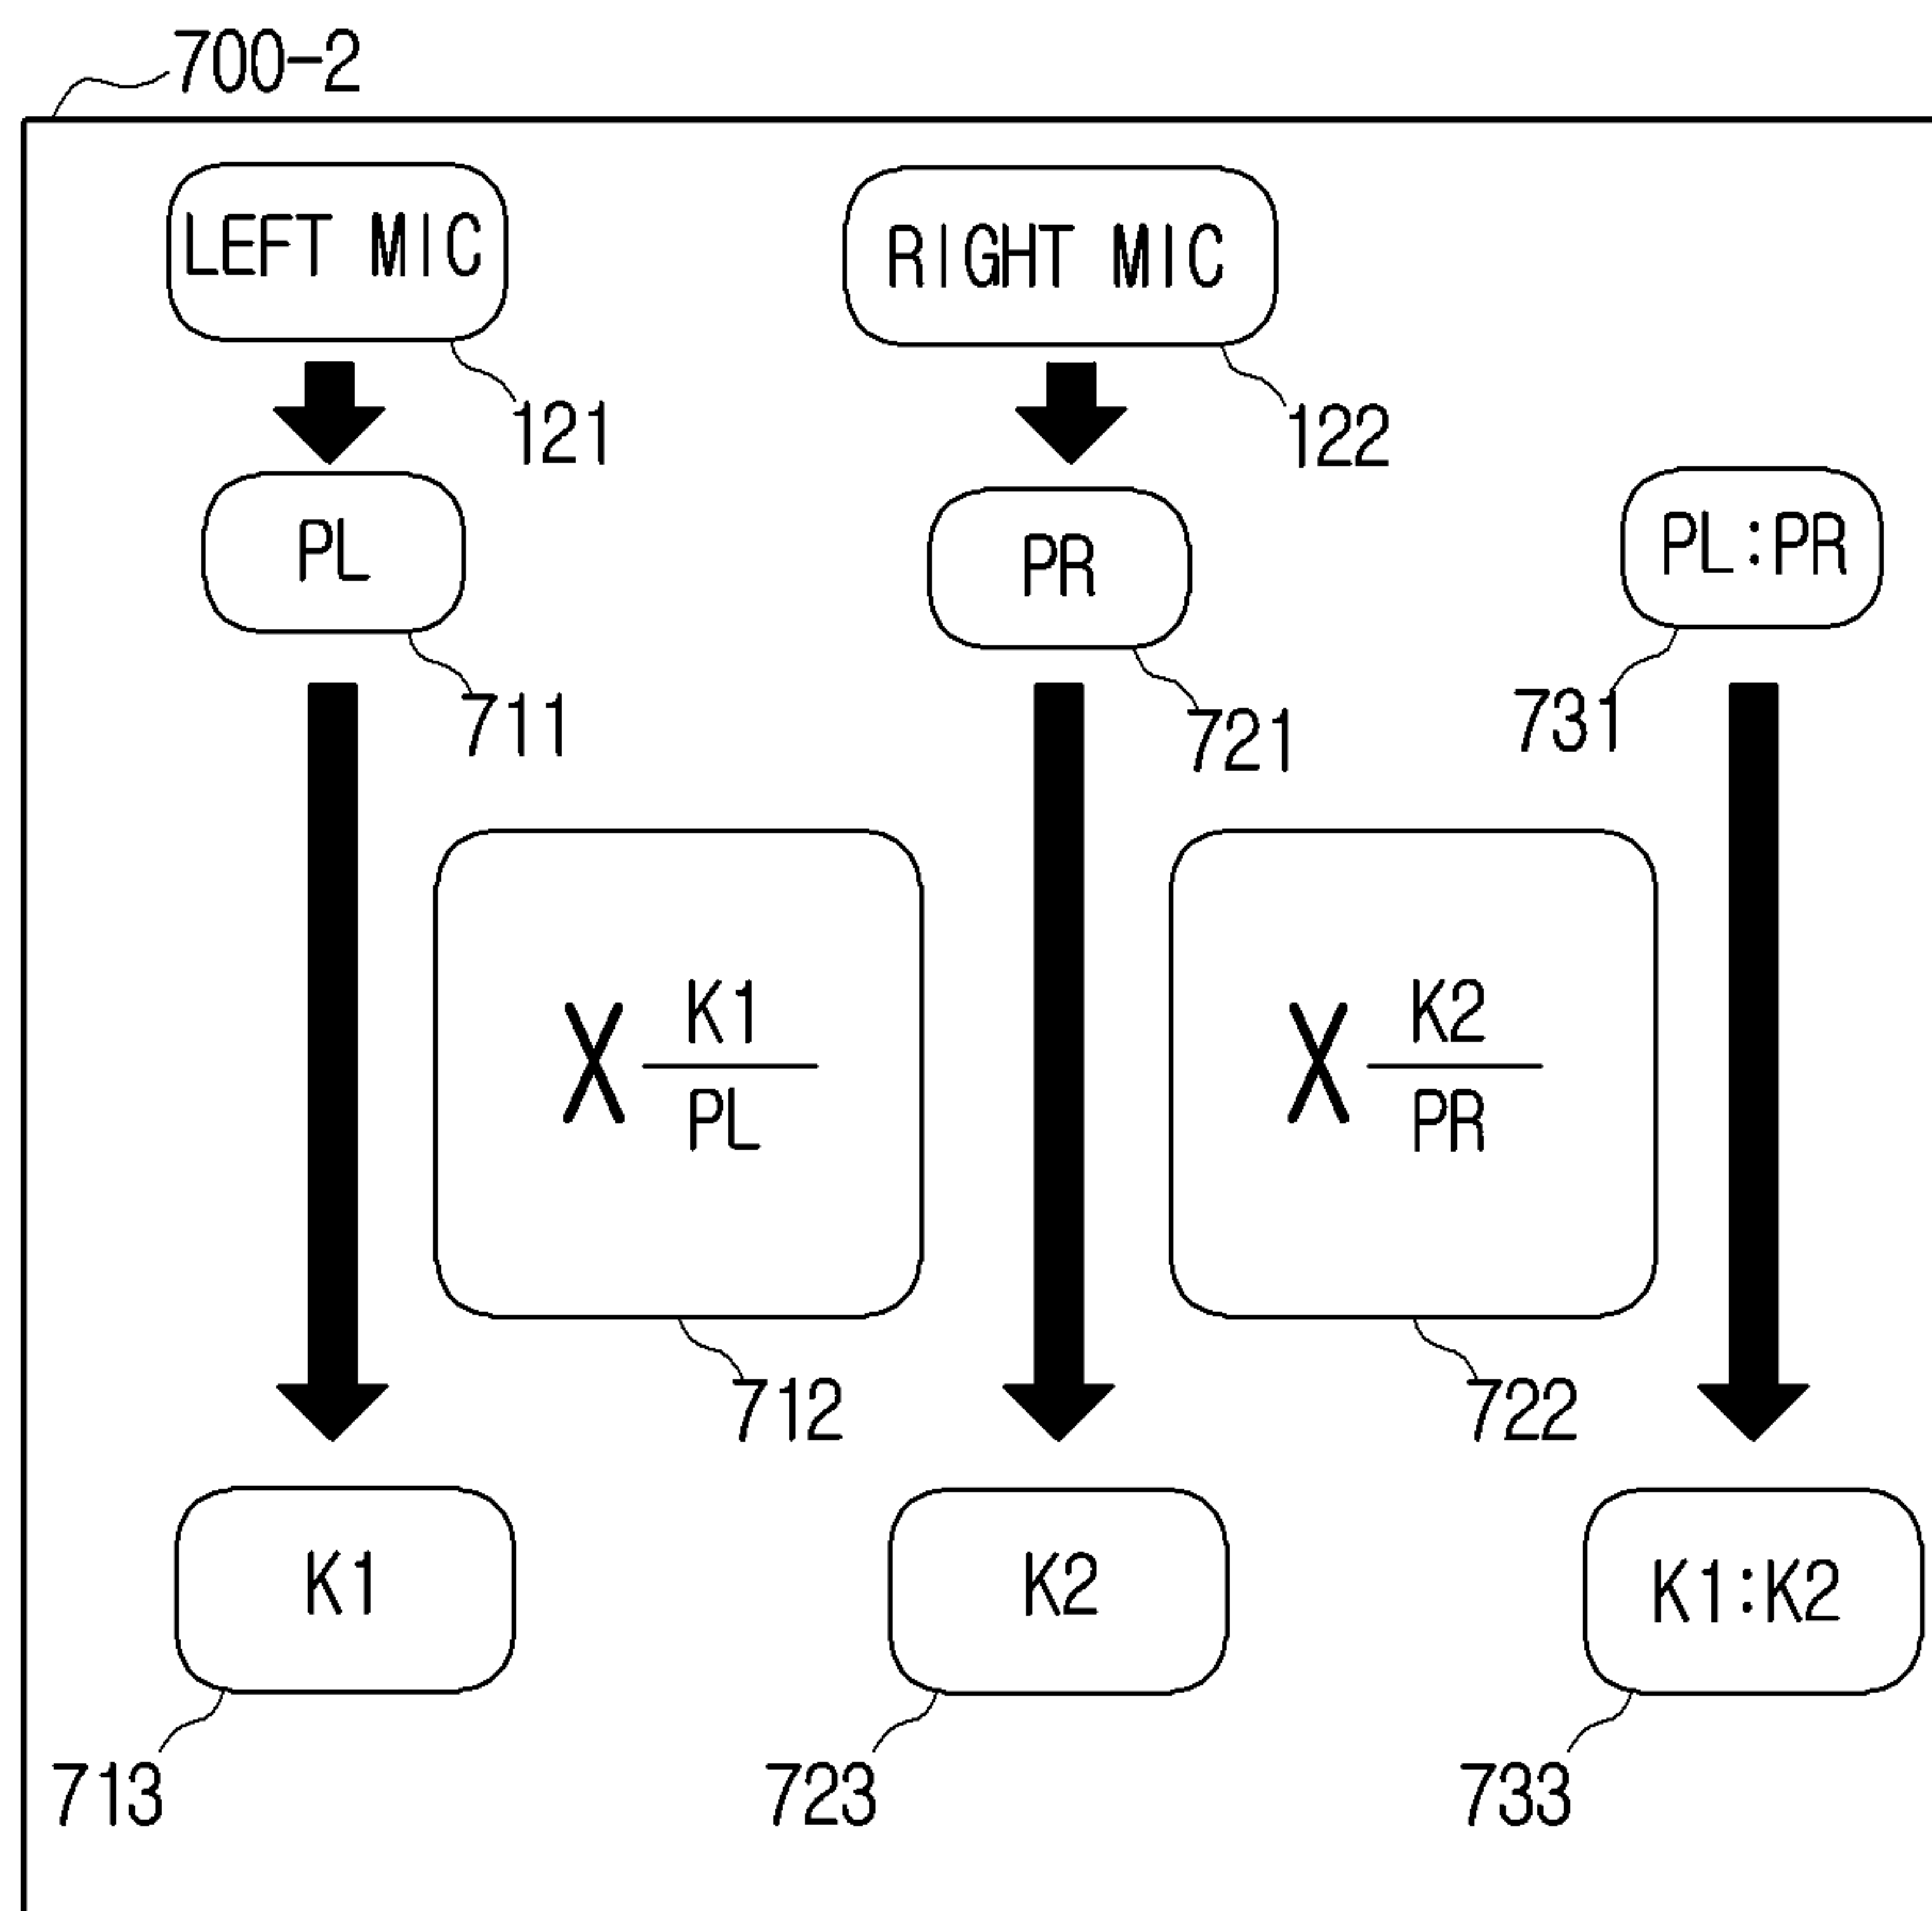 700-2
LEFT MIC
RIGHT MIC
121
122
PL
PR
PL:PR
711
721
731
X K1
PL
X K2
PR
712
722
K1
K2
K1:K2
713
723
733